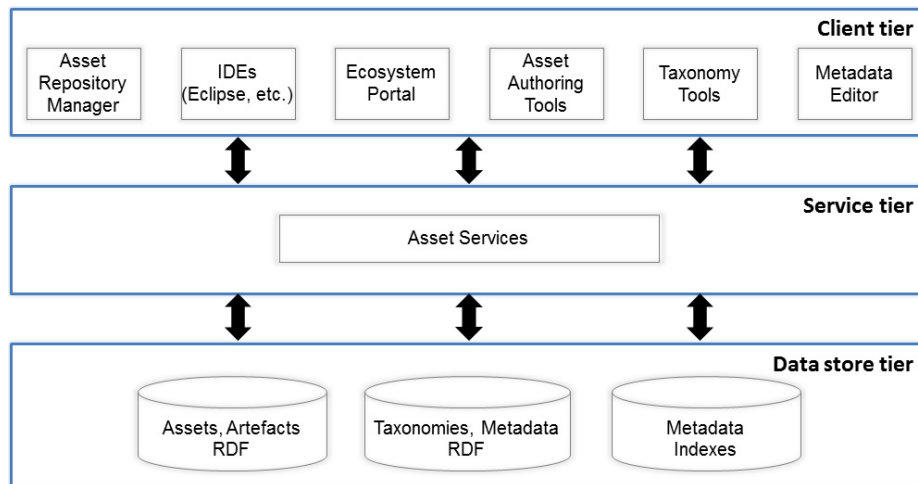 Client tier
Asset
Repository
Manager
IDEs
(Eclipse, etc.)
Ecosystem
Portal
Asset
Authoring
Tools
Taxonomy
Tools
Metadata
Editor
Service tier
Asset Services
Data store tier
Assets, Artefacts
RDF
Taxonomies, Metadata
RDF
Metadata
Indexes